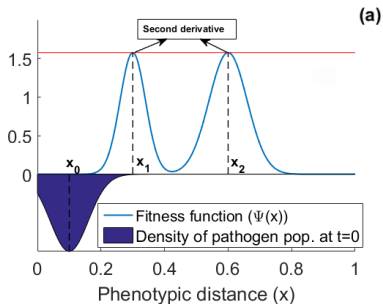 (a)
Second derivative
1.5
1
0.5
0
x0
x1
x2
Fitness function (Ψ(x))
Density of pathogen pop. at t=0
0 0.2 0.4 0.6 0.8 1
Phenotypic distance (x)